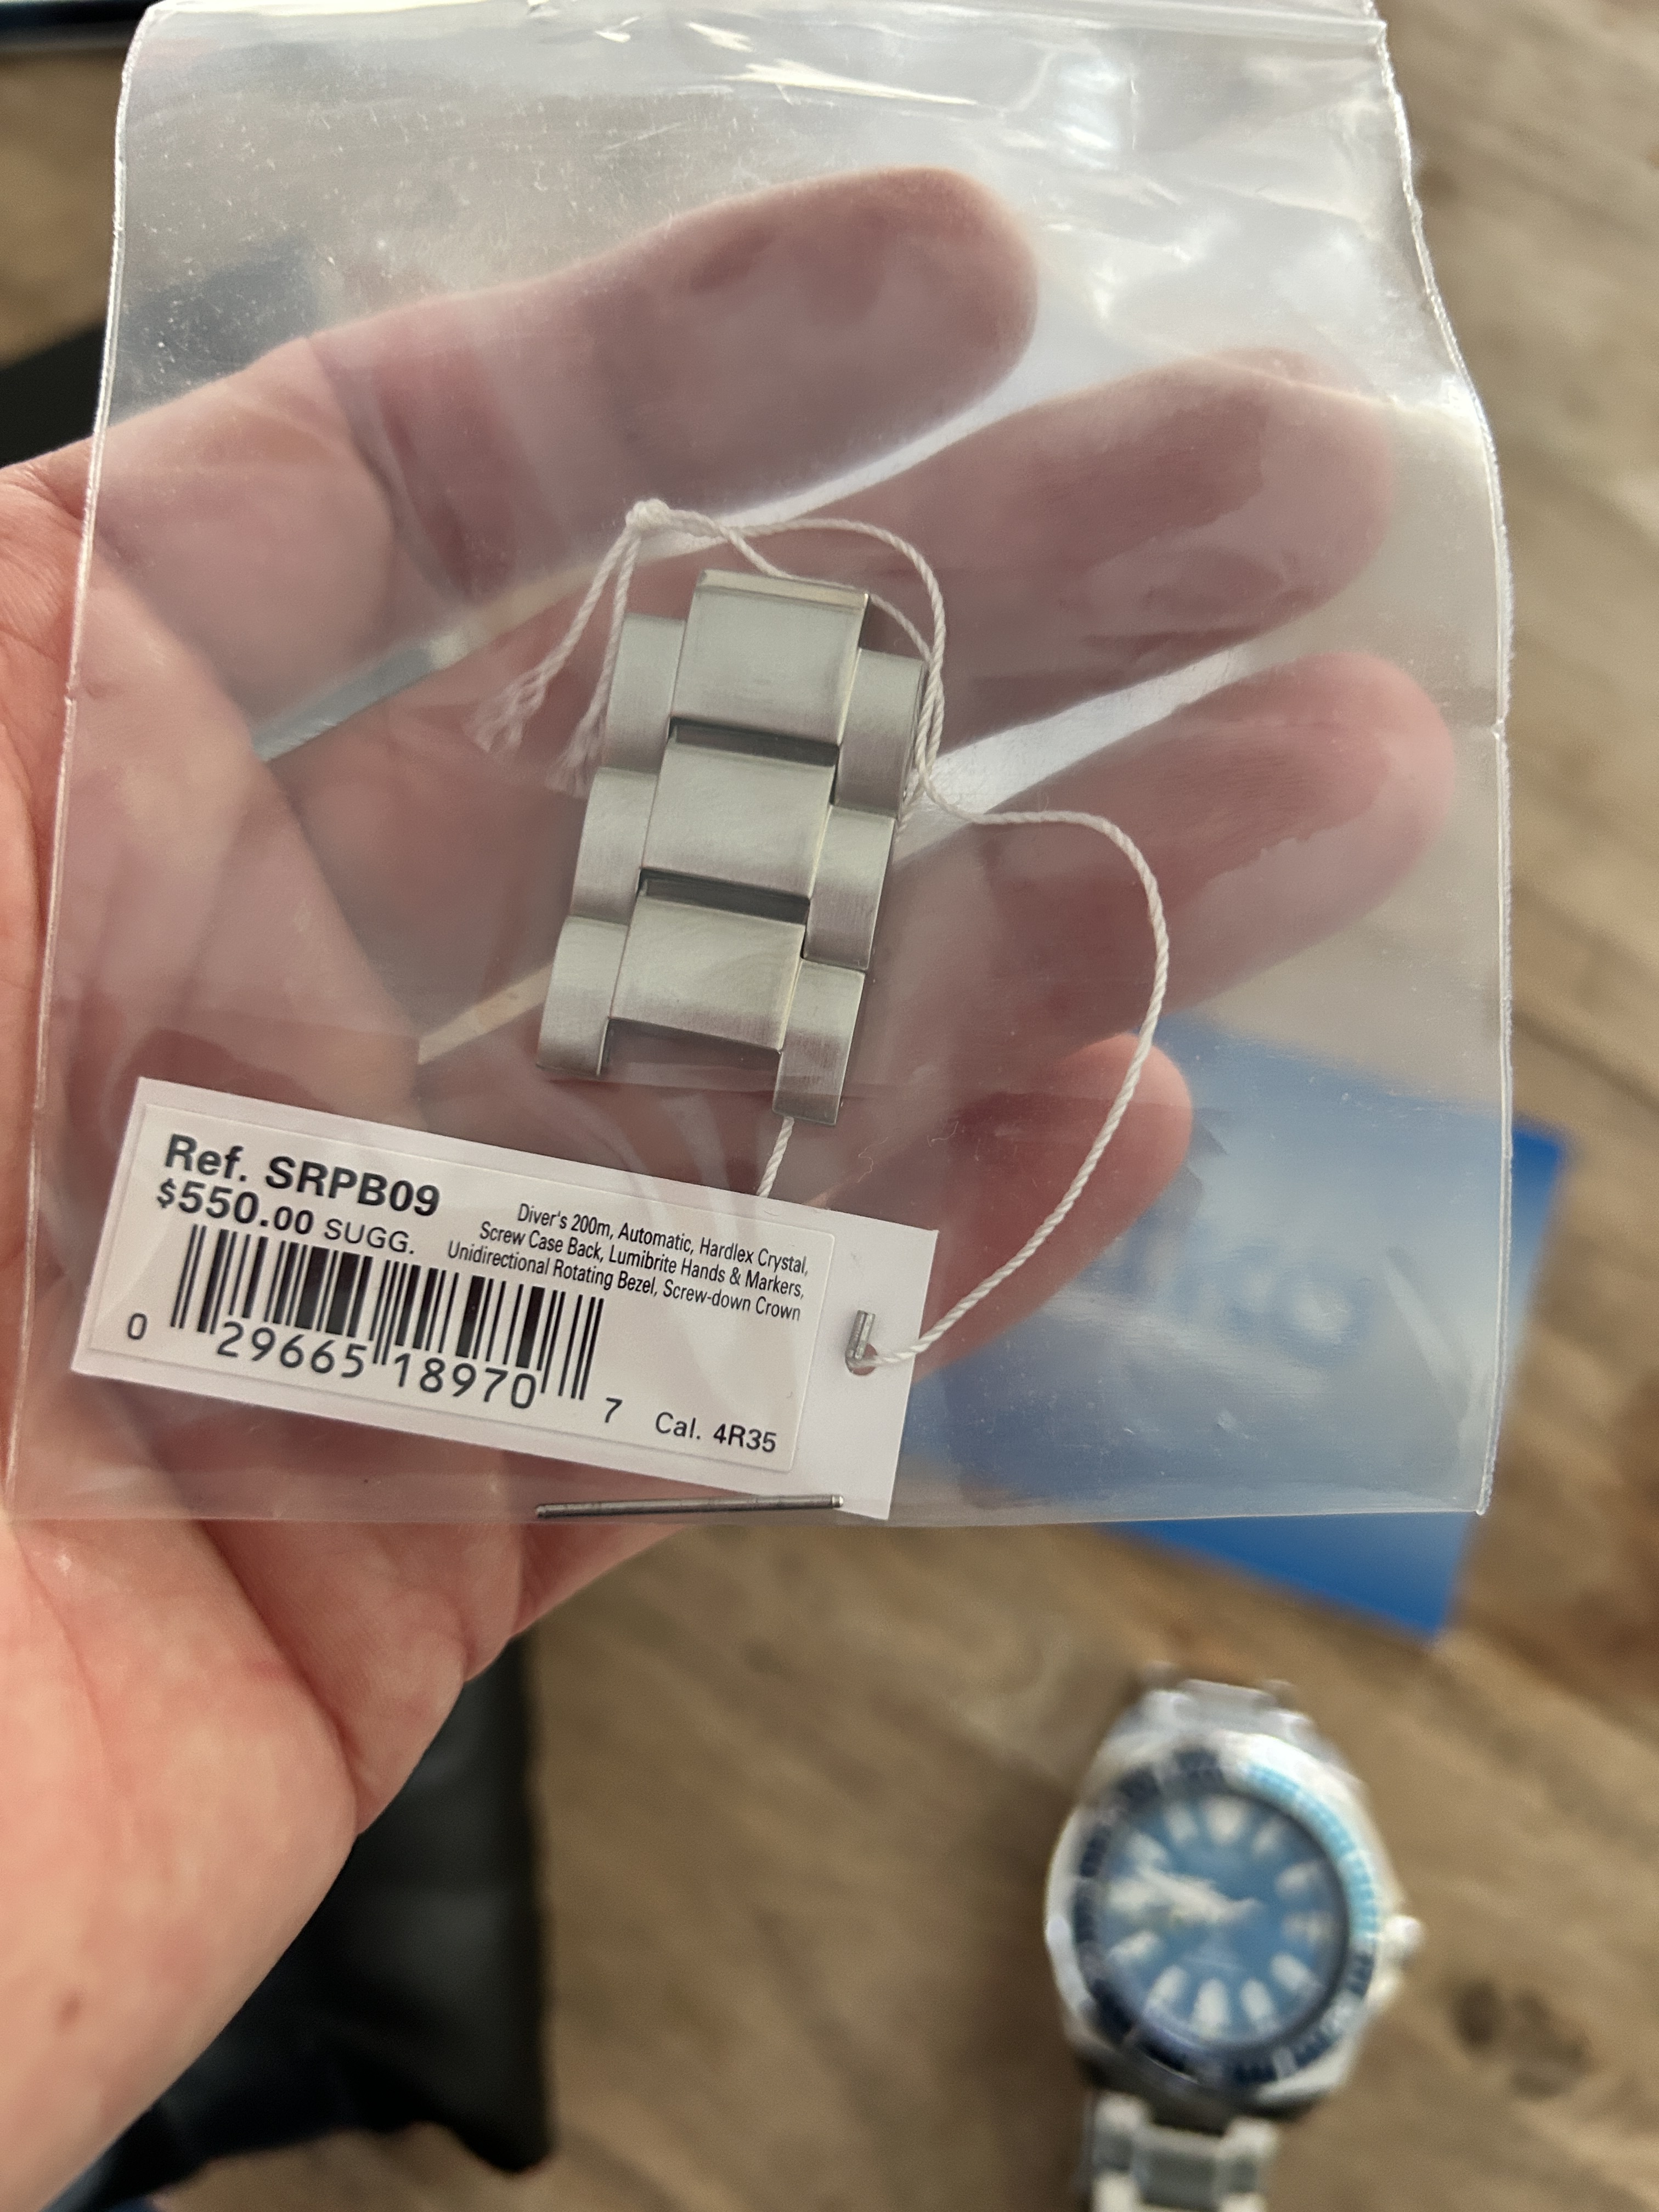 Ref. SRPB09
$550.00 SUGG.
Diver's 200m, Automatic, Hardlex Crystal,
Screw Case Back, Lumibrite Hands & Markers,
Unidirectional Rotating Bezel, Screw-down Crown
0 29665 18970 7
Cal. 4R35